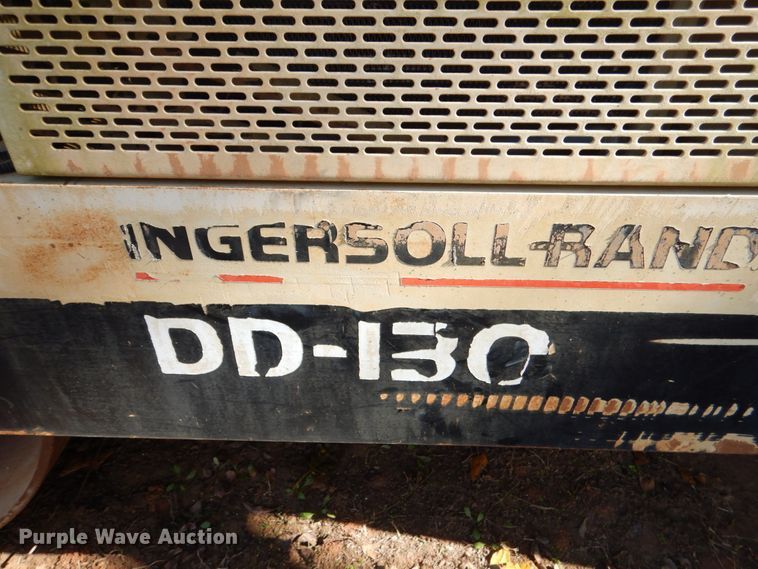 INGERSOLL-RAND
DD-130
Purple Wave Auction